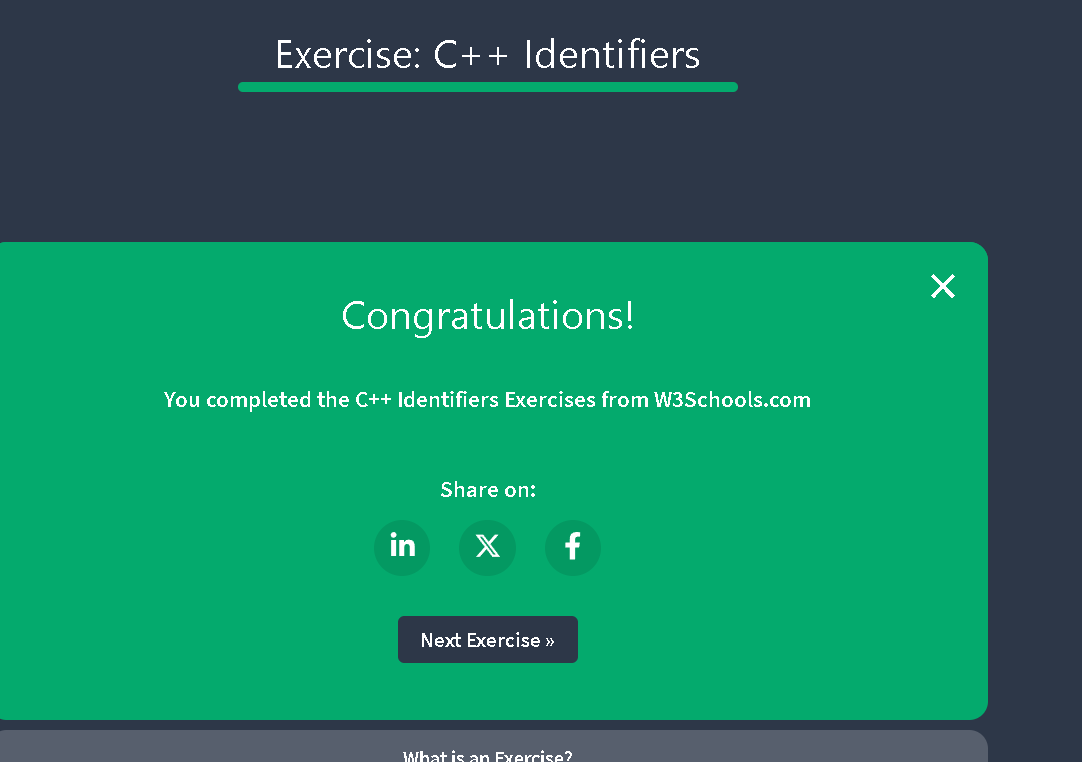 Exercise: C++ Identifiers
Congratulations!
You completed the C++ Identifiers Exercises from W3Schools.com
Share on:
Next Exercise »
What is an Exercise?